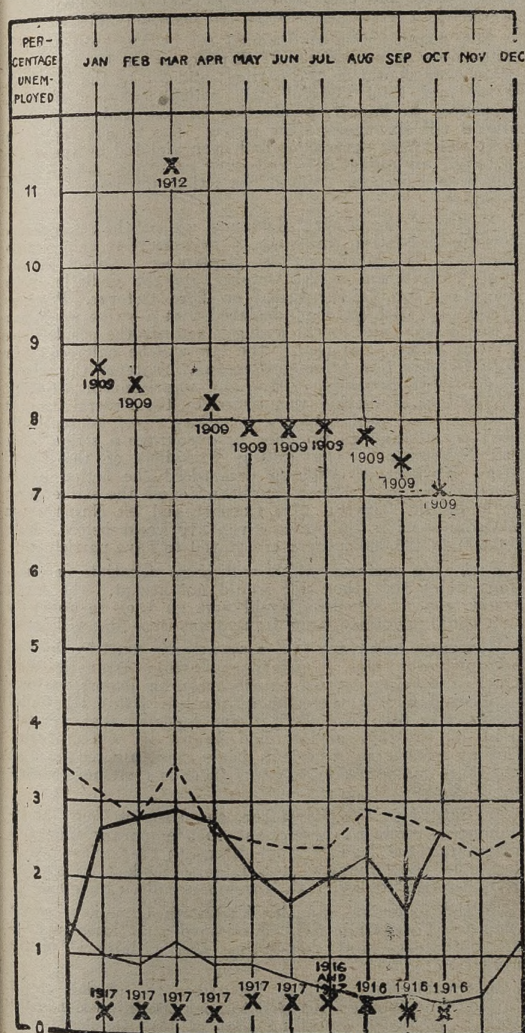 PER-
CENTAGE
UNEM-
PLOYED
JAN FEB MAR APR MAY JUN JUL AUG SEP OCT NOV DEC
1912
11
10
9
1909
1909
8
1909
1909 1909 1909
1909
1909
7
1909
6
5
4
3
2
1
1916
AND
1917
1917 1917 1917 1917 1917 1917 1916 1916 1916
0